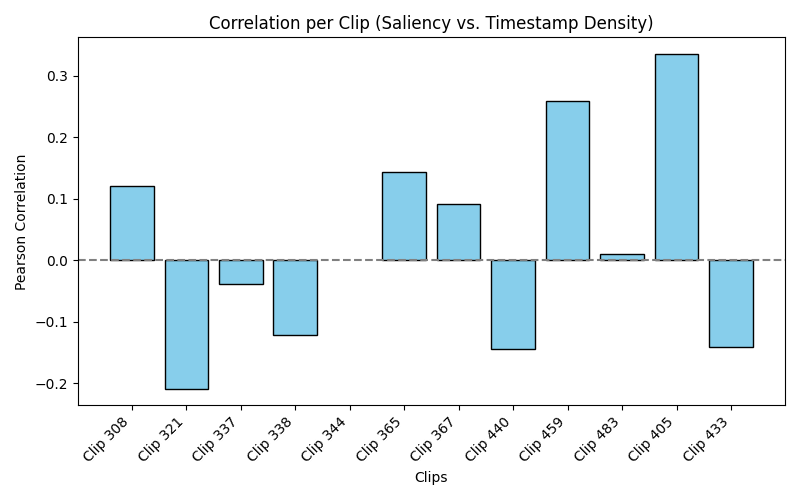 Correlation per Clip (Saliency vs. Timestamp Density)
Pearson Correlation
0.3
0.2
0.1
0.0
−0.1
−0.2
Clip 308
Clip 321
Clip 337
Clip 338
Clip 344
Clip 365
Clip 367
Clip 440
Clip 459
Clip 483
Clip 405
Clip 433
Clips